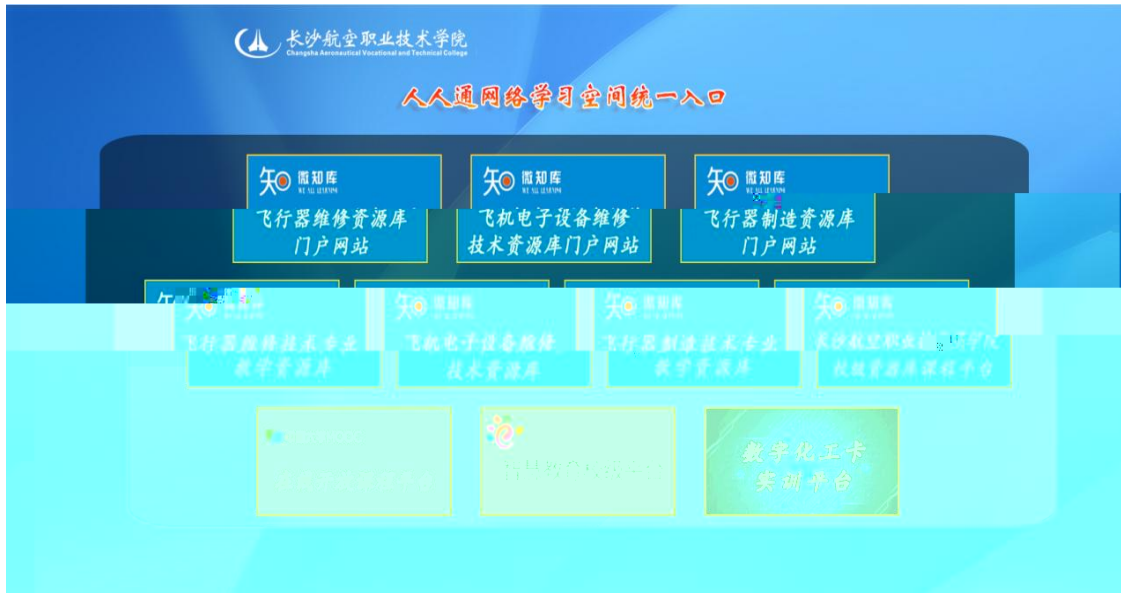 长沙航空职业技术学院
Changsha Aeronautical Vocational and Technical College
人人通网络学习空间统一入口
知 微知库
飞行器维修资源库
门户网站
知 微知库
飞机电子设备维修
技术资源库门户网站
知 微知库
飞行器制造资源库
门户网站
知
飞行器维修技术专业
教学资源库
知 微知库
飞机电子设备维修
技术资源库
知 微知库
飞行器制造技术专业
教学资源库
知 微知库
长沙航空职业技术学院
校级资源库课程平台
数字化工卡
实训平台